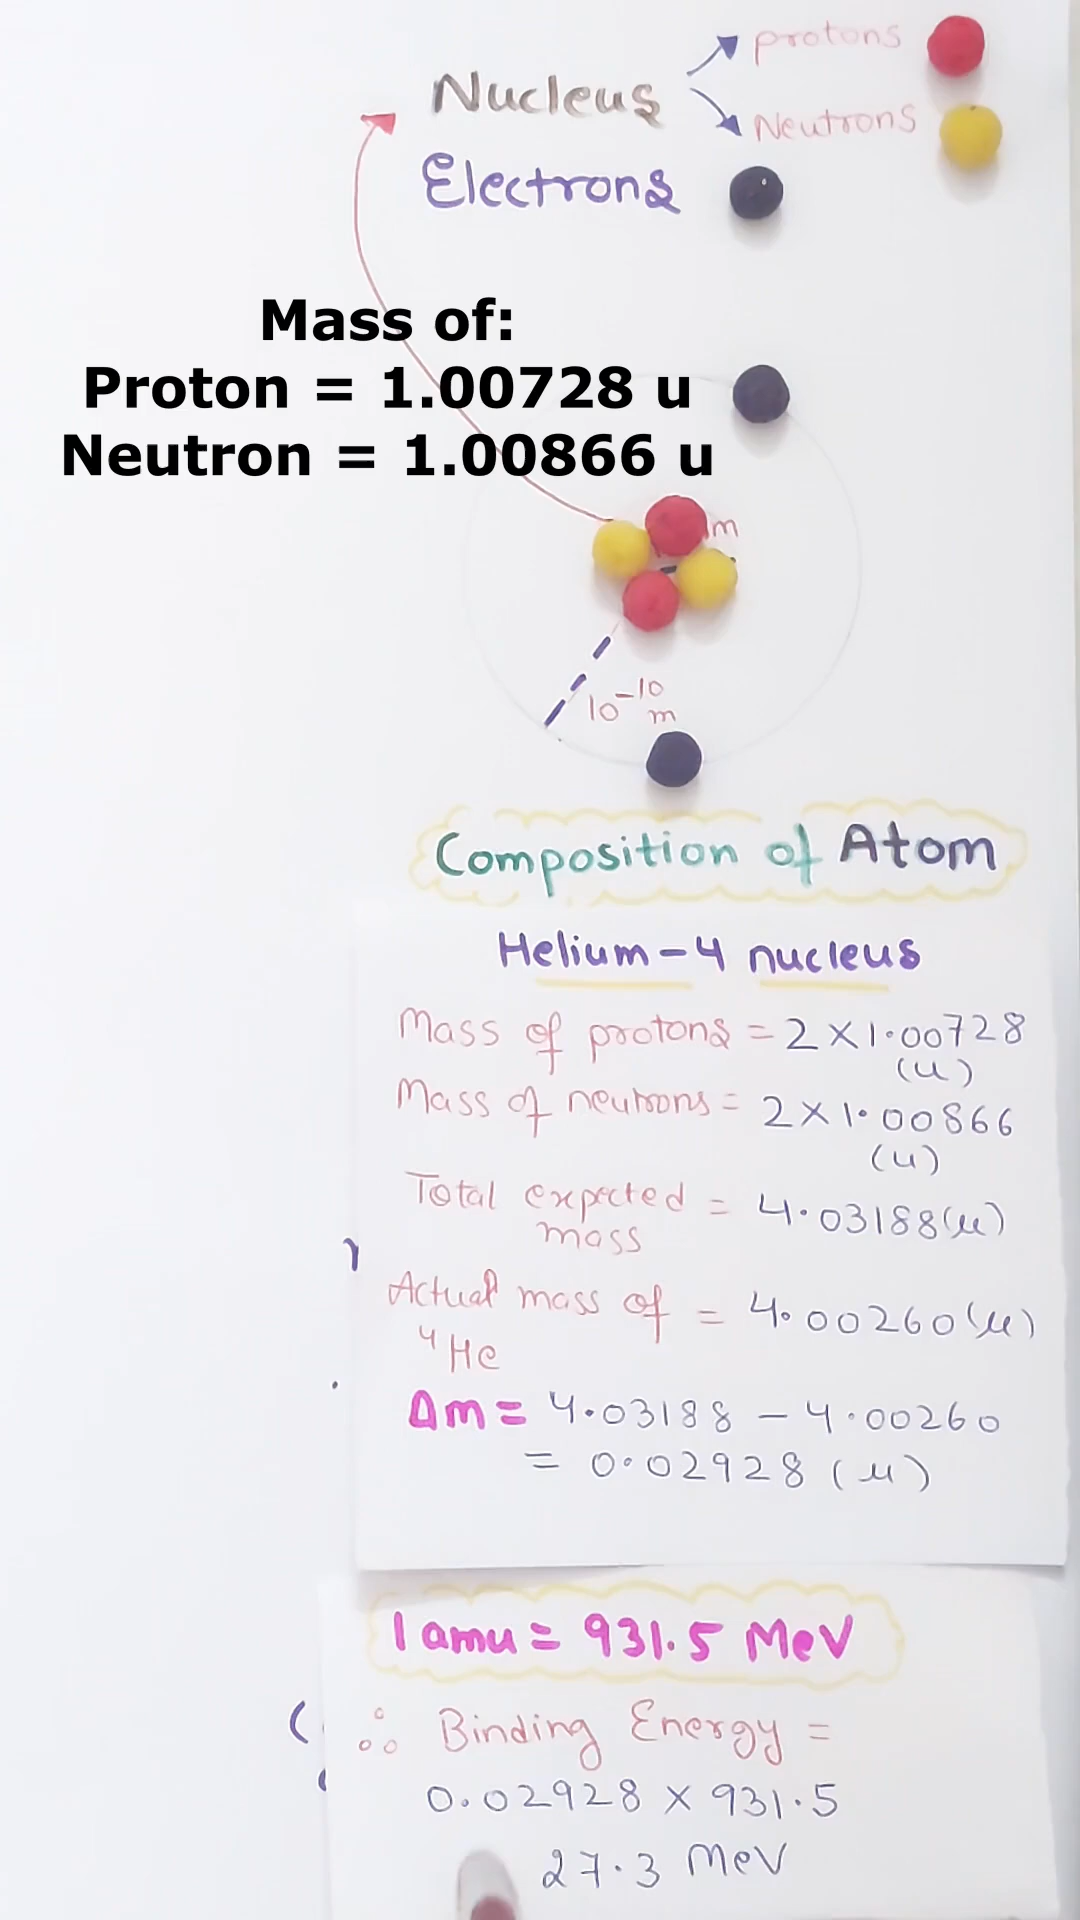 protons
Nucleus
Neutrons
Electrons
Mass of:
Proton = 1.00728 u
Neutron = 1.00866 u
m
10⁻¹⁰
m
Composition of Atom
Helium-4 nucleus
Mass of protons = 2 × 1.00728
(u)
Mass of neutrons = 2 × 1.00866
(u)
Total expected = 4.03188(u)
mass
Actual mass of = 4.00260(u)
⁴He
Δm = 4.03188 - 4.00260
= 0.02928 (u)
1 amu = 931.5 MeV
∴ Binding Energy =
0.02928 × 931.5
27.3 MeV